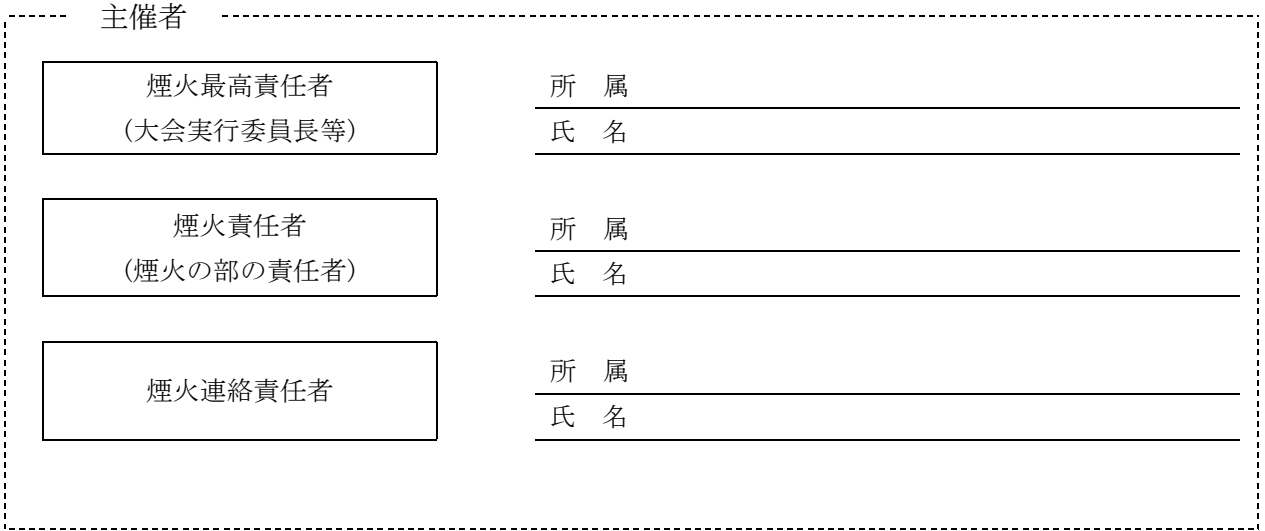 主催者
煙火最高責任者
(大会実行委員長等)
所　属
氏　名
煙火責任者
(煙火の部の責任者)
所　属
氏　名
煙火連絡責任者
所　属
氏　名